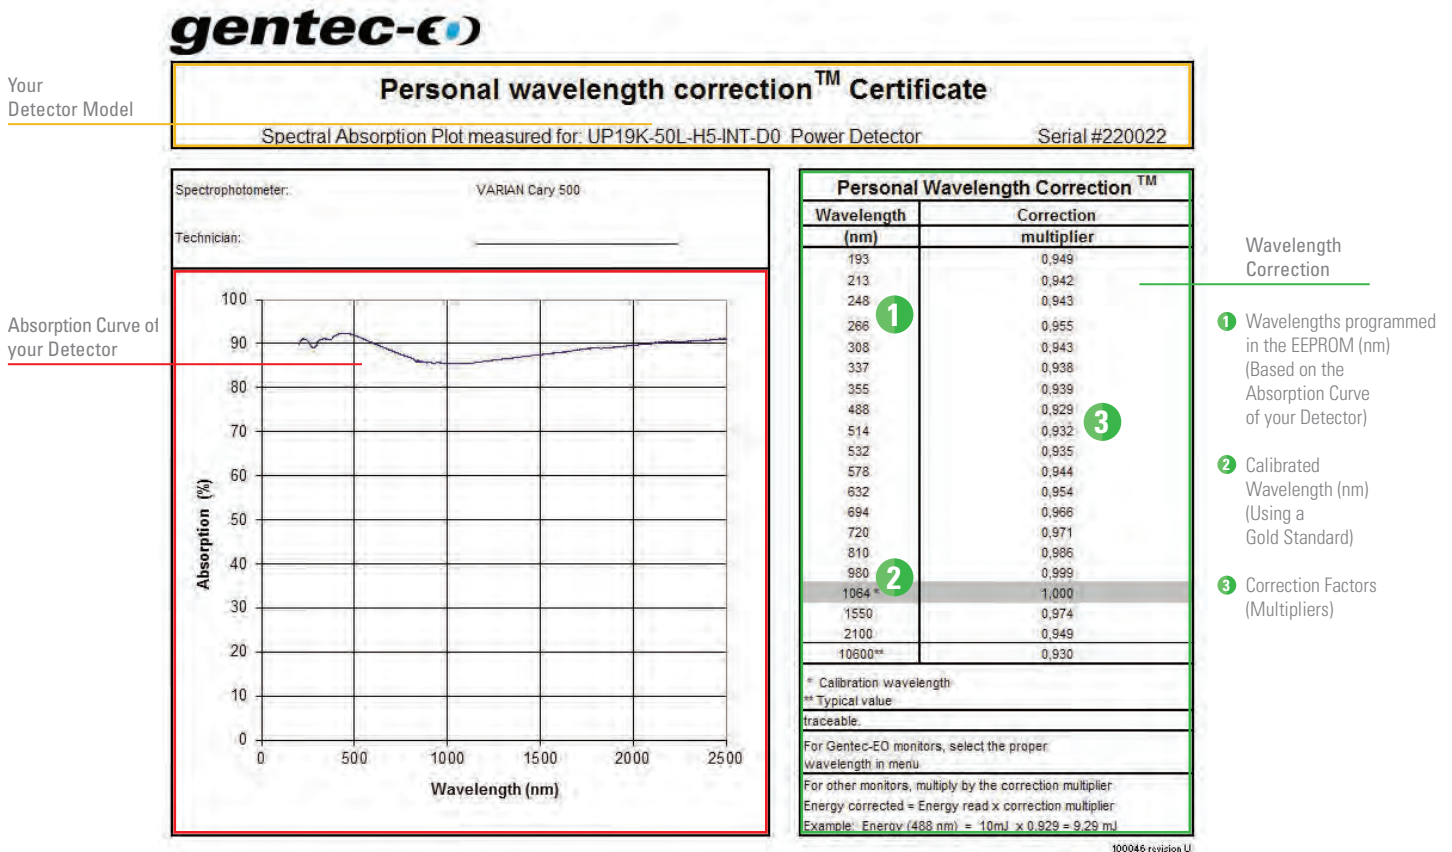 gentec-eo
Personal wavelength correction™ Certificate
Spectral Absorption Plot measured for: UP19K-50L-H5-INT-D0 Power Detector Serial #220022
Your
Detector Model
Spectrophotometer: VARIAN Cary 500
Technician:
Absorption Curve of
your Detector
100
90
80
70
60
50
40
30
20
10
0
Absorption (%)
0 500 1000 1500 2000 2500
Wavelength (nm)
Personal Wavelength Correction ™
Wavelength Correction
(nm) multiplier
193 0,949
213 0,942
248 0,943
1
266 0,955
308 0,943
337 0,938
355 0,939
488 0,929
3
514 0,932
532 0,935
578 0,944
632 0,954
694 0,966
720 0,971
810 0,986
980 0,999
2
1064 * 1,000
1550 0,974
2100 0,949
10600** 0,930
* Calibration wavelength
** Typical value
traceable.
For Gentec-EO monitors, select the proper
wavelength in menu
For other monitors, multiply by the correction multiplier
Energy corrected = Energy read x correction multiplier
Example: Energy (488 nm) = 10mJ x 0.929 = 9.29 mJ
100046 revision U
Wavelength
Correction
1 Wavelengths programmed
in the EEPROM (nm)
(Based on the
Absorption Curve
of your Detector)
2 Calibrated
Wavelength (nm)
(Using a
Gold Standard)
3 Correction Factors
(Multipliers)